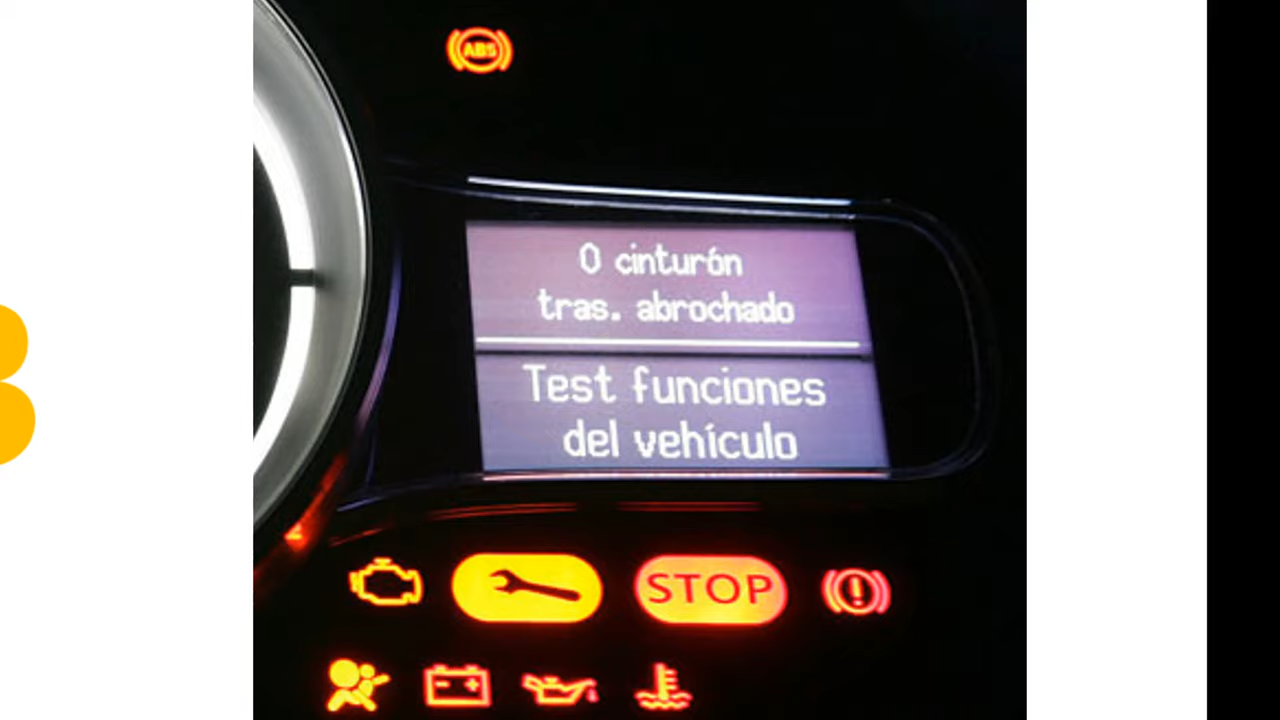 ABS
0 cinturón
tras. abrochado
Test funciones
del vehículo
STOP